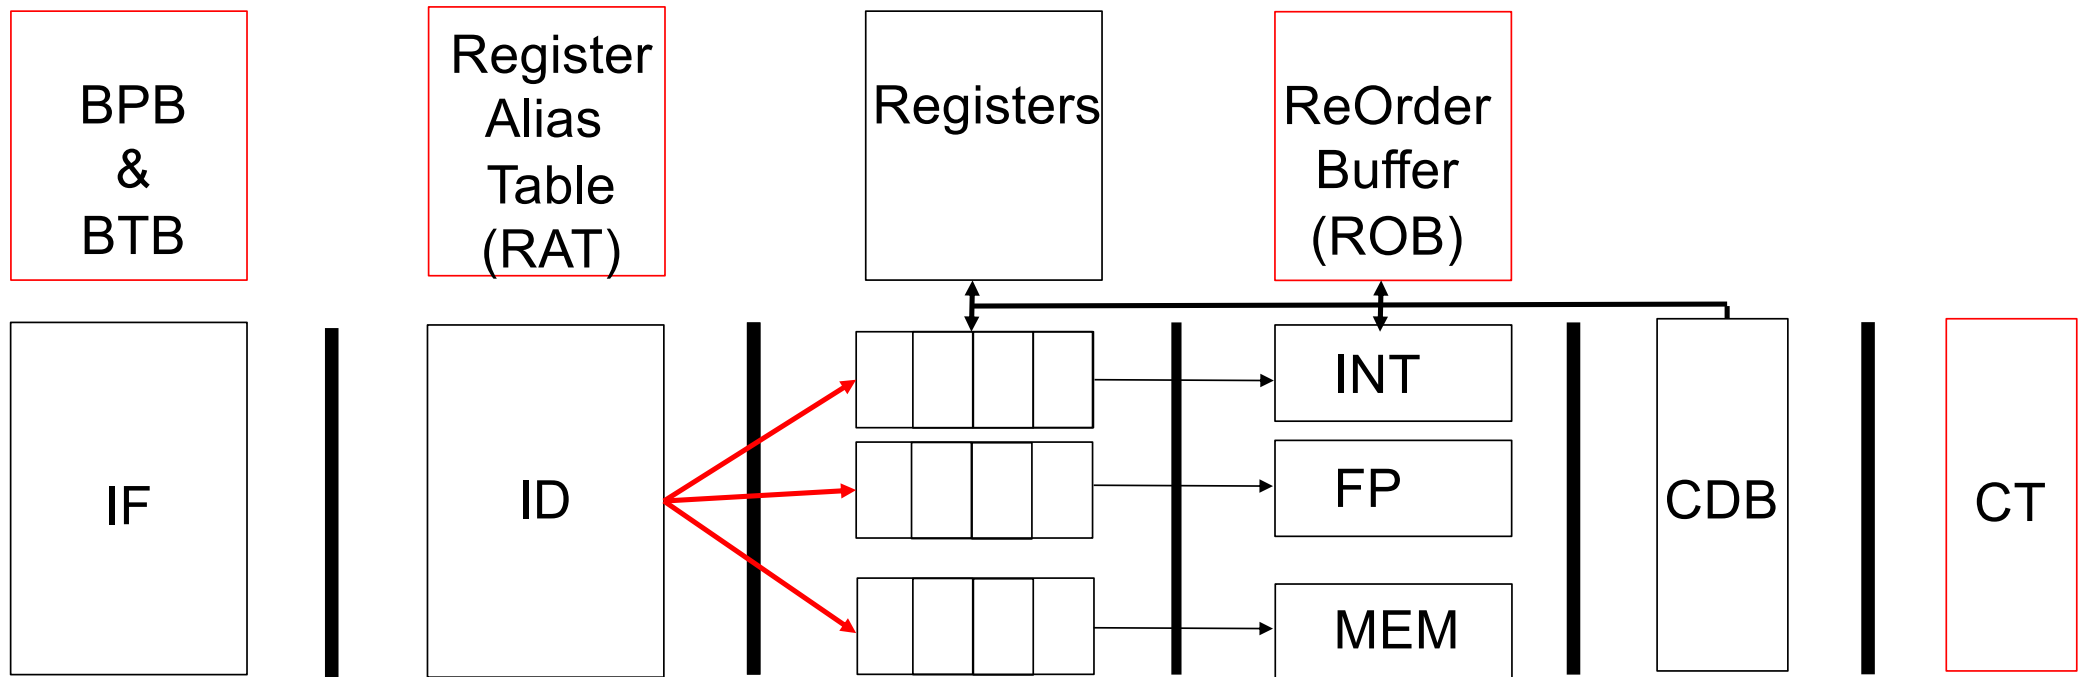 BPB
&
BTB
Register
Alias
Table
(RAT)
Registers
ReOrder
Buffer
(ROB)
IF
ID
INT
FP
MEM
CDB
CT